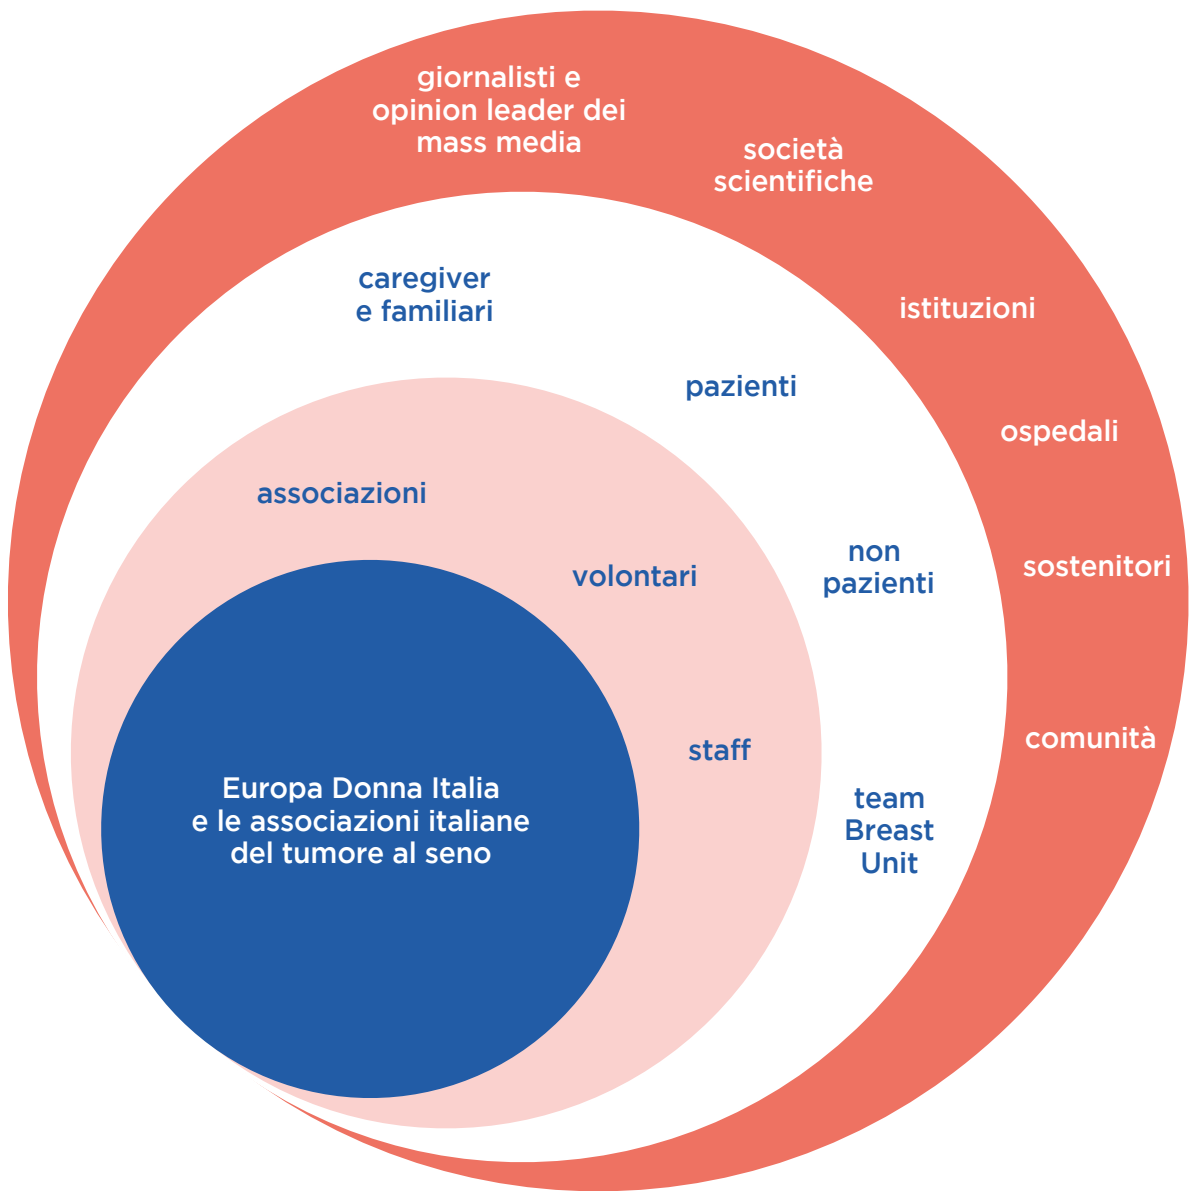 giornalisti e
opinion leader dei
mass media
società
scientifiche
caregiver
e familiari
istituzioni
pazienti
ospedali
associazioni
non
pazienti
volontari
sostenitori
staff
comunità
Europa Donna Italia
e le associazioni italiane
del tumore al seno
team
Breast
Unit